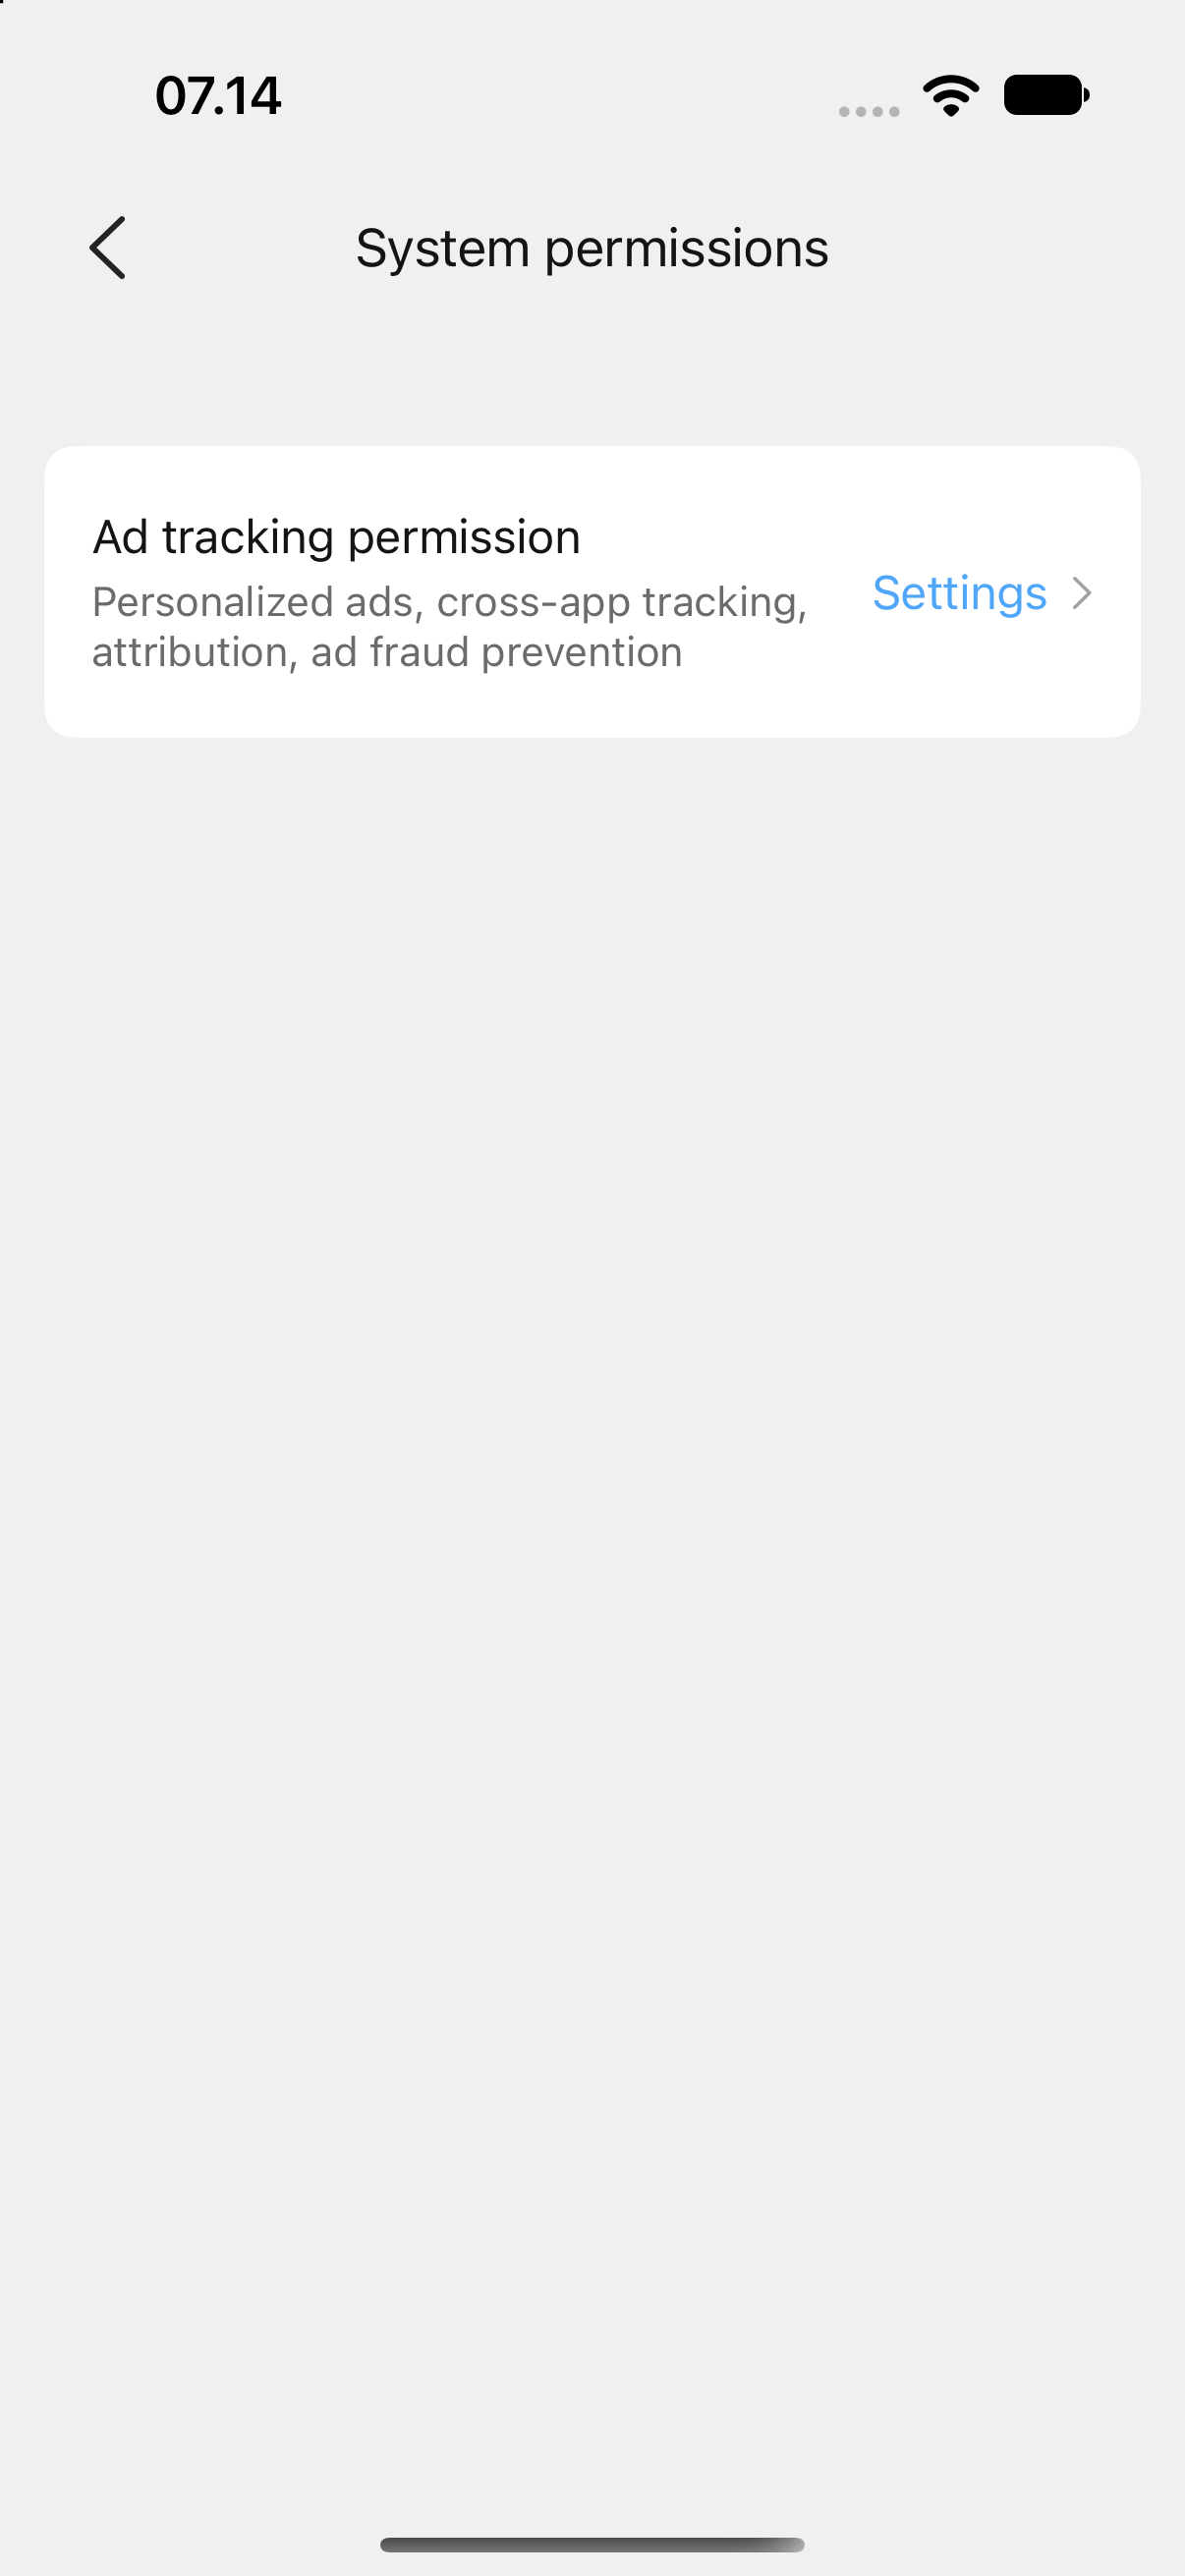 07.14
System permissions
Ad tracking permission
Personalized ads, cross-app tracking,
attribution, ad fraud prevention
Settings